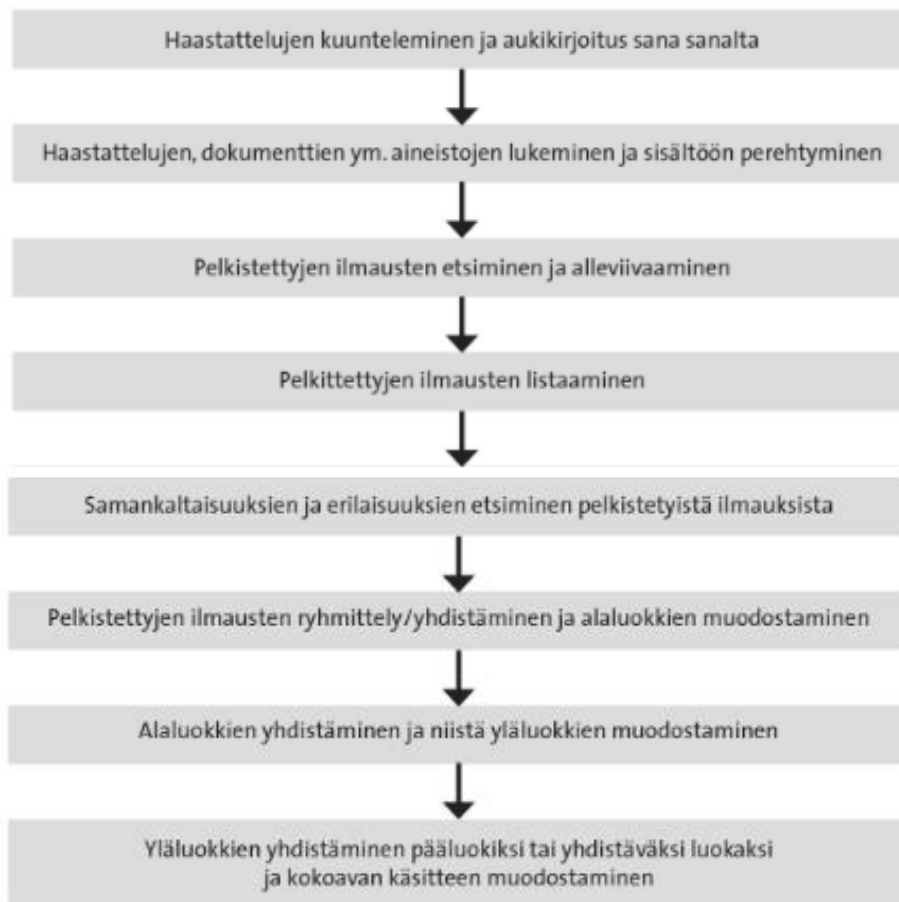 Haastattelujen kuunteleminen ja aukikirjoitus sana sanalta
Haastattelujen, dokumenttien ym. aineistojen lukeminen ja sisältöön perehtyminen
Pelkistettyjen ilmausten etsiminen ja alleviivaaminen
Pelkittettyjen ilmausten listaaminen
Samankaltaisuuksien ja erilaisuuksien etsiminen pelkistetyistä ilmauksista
Pelkistettyjen ilmausten ryhmittely/yhdistäminen ja alaluokkien muodostaminen
Alaluokkien yhdistäminen ja niistä yläluokkien muodostaminen
Yläluokkien yhdistäminen pääluokiksi tai yhdistäväksi luokaksi
ja kokoavan käsitteen muodostaminen